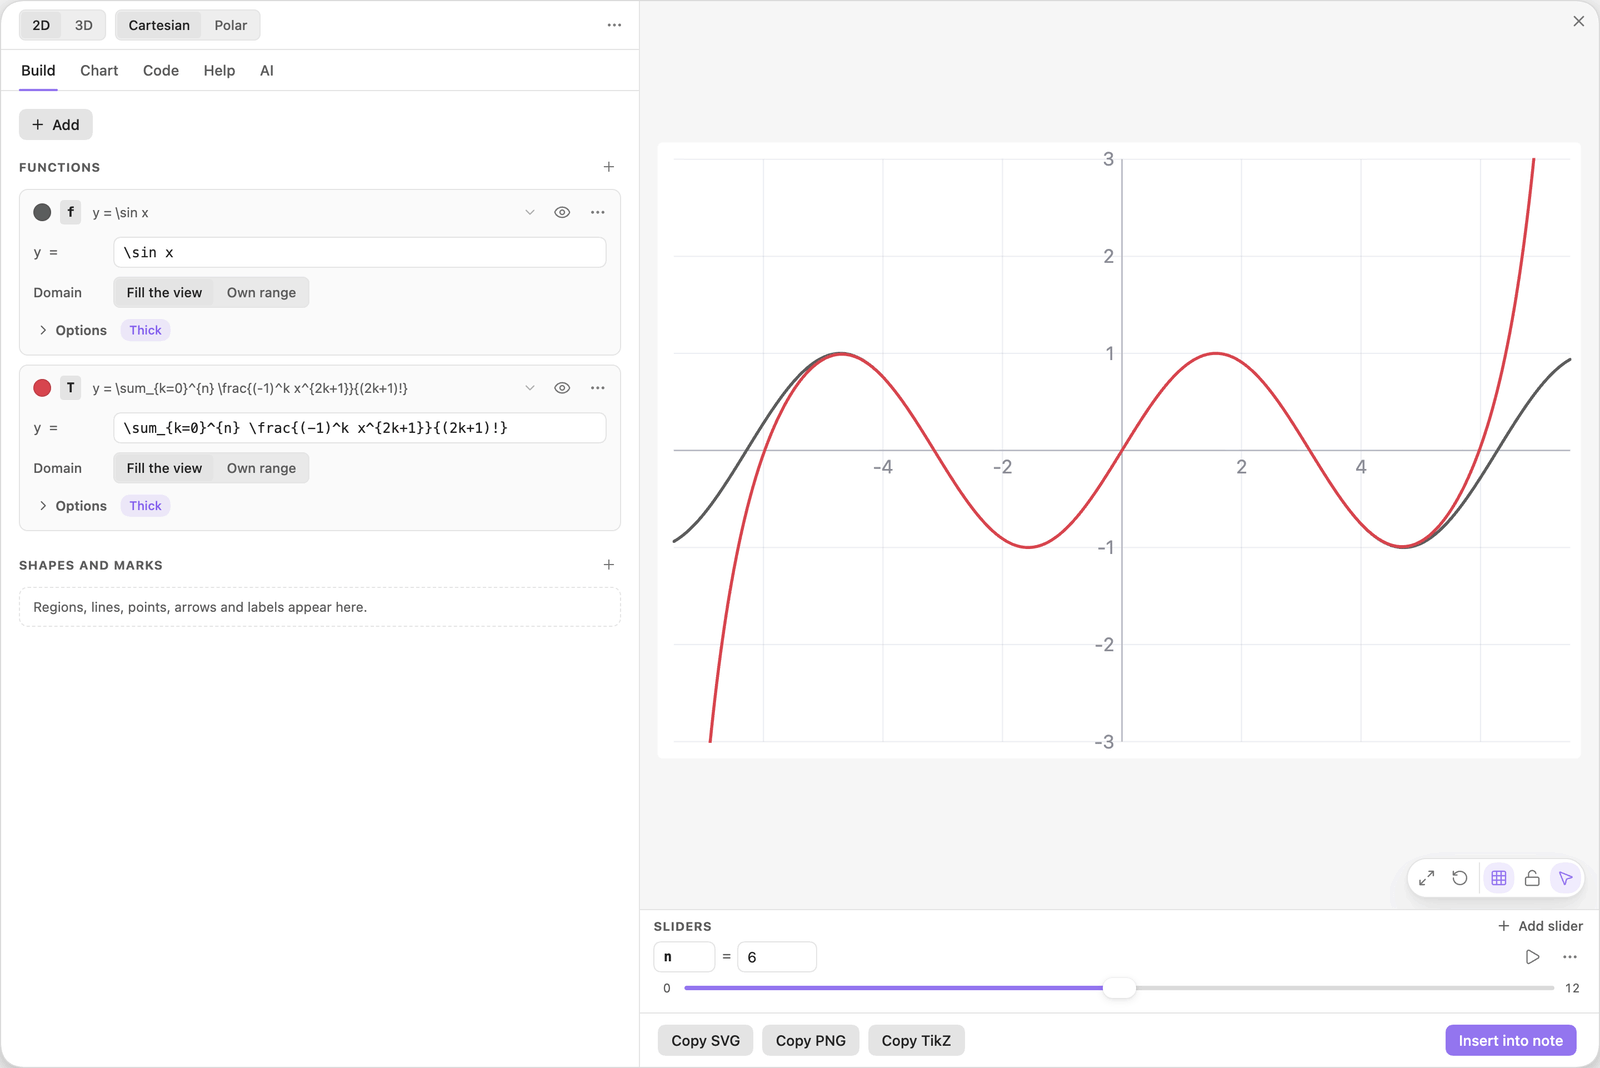 2D 3D Cartesian Polar
Build Chart Code Help AI
+ Add
FUNCTIONS
f y = \sin x
y = \sin x
Domain Fill the view Own range
Options Thick
T y = \sum_{k=0}^{n} \frac{(-1)^k x^{2k+1}}{(2k+1)!}
y = \sum_{k=0}^{n} \frac{(-1)^k x^{2k+1}}{(2k+1)!}
Domain Fill the view Own range
Options Thick
SHAPES AND MARKS
Regions, lines, points, arrows and labels appear here.
3
2
1
-4 -2 2 4
-1
-2
-3
SLIDERS + Add slider
n = 6
0 12
Copy SVG Copy PNG Copy TikZ Insert into note